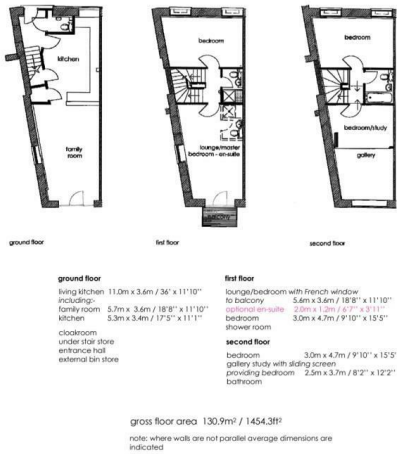 bedroom
bedroom
kitchen
bedroom/study
lounge/master
bedroom - en-suite
family
room
gallery
balcony
ground floor
first floor
second floor
ground floor
living kitchen 11.0m x 3.6m / 36' x 11'10"
including:-
family room 5.7m x 3.6m / 18'8" x 11'10"
kitchen 5.3m x 3.4m / 17'5" x 11'1"
cloakroom
under stair store
entrance hall
external bin store
first floor
lounge/bedroom with French window
to balcony 5.6m x 3.6m / 18'8" x 11'10"
optional en-suite 2.0m x 1.2m / 6'7" x 3'11"
bedroom 3.0m x 4.7m / 9'10" x 15'5"
shower room
second floor
bedroom 3.0m x 4.7m / 9'10" x 15'5"
gallery study with sliding screen
providing bedroom 2.5m x 3.7m / 8'2" x 12'2"
bathroom
gross floor area 130.9m² / 1454.3ft²
note: where walls are not parallel average dimensions are
indicated